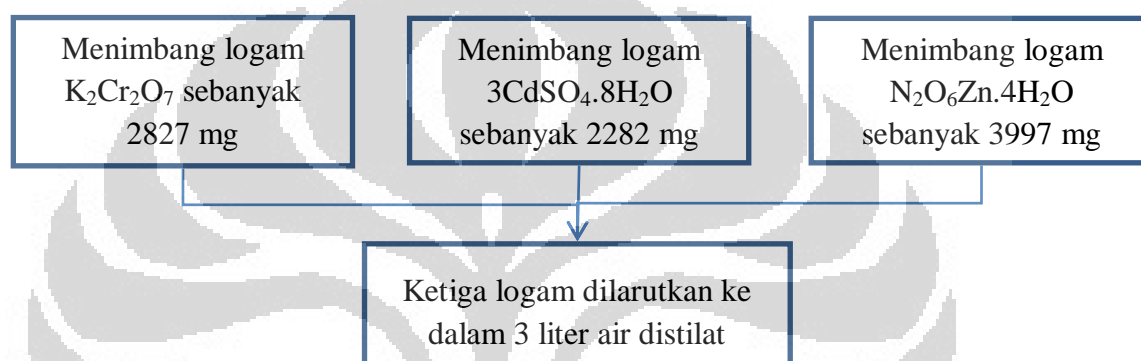 Menimbang logam
K₂Cr₂O₇ sebanyak
2827 mg
Menimbang logam
3CdSO₄.8H₂O
sebanyak 2282 mg
Menimbang logam
N₂O₆Zn.4H₂O
sebanyak 3997 mg
Ketiga logam dilarutkan ke
dalam 3 liter air distilat